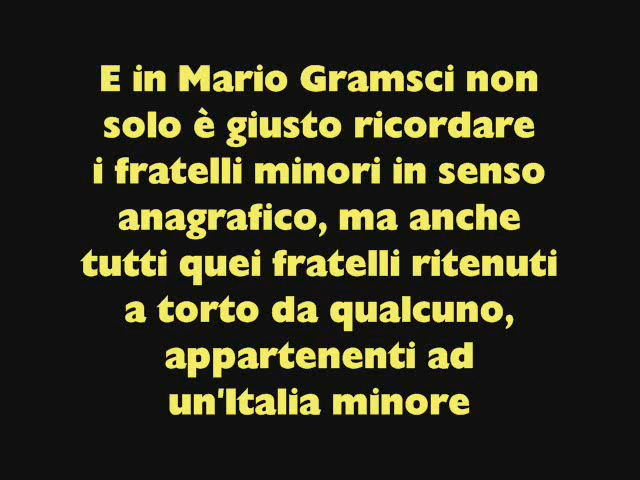 E in Mario Gramsci non
solo è giusto ricordare
i fratelli minori in senso
anagrafico, ma anche
tutti quei fratelli ritenuti
a torto da qualcuno,
appartenenti ad
un'Italia minore